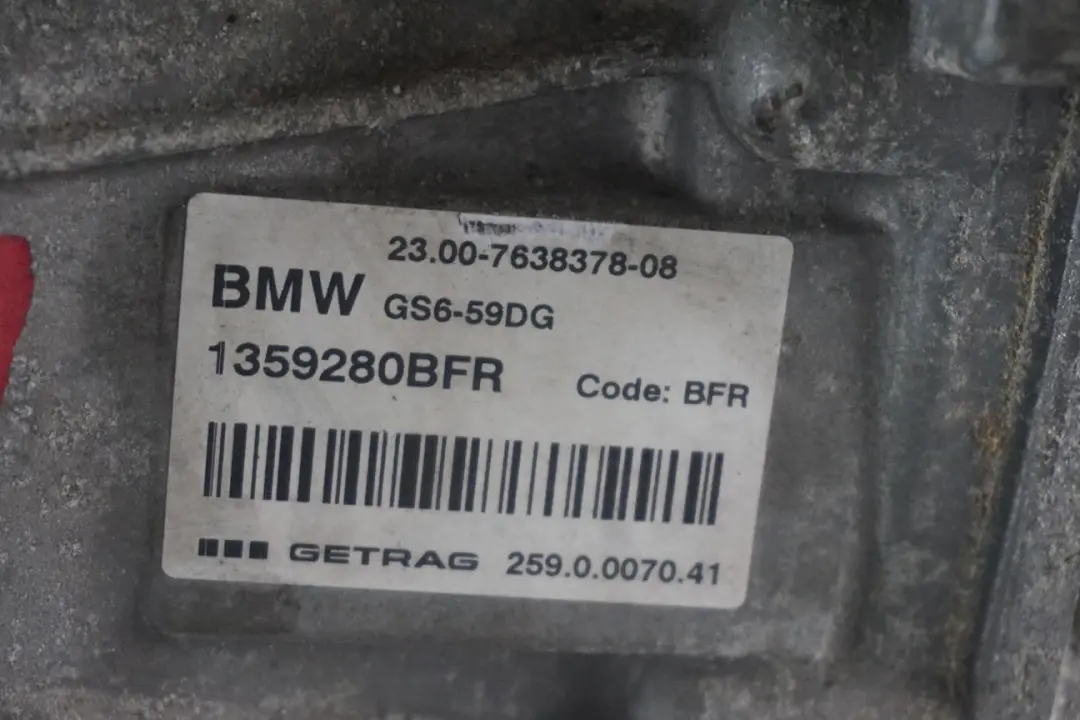 23.00-7638378-08
BMW GS6-59DG
1359280BFR Code: BFR
GETRAG 259.0.0070.41